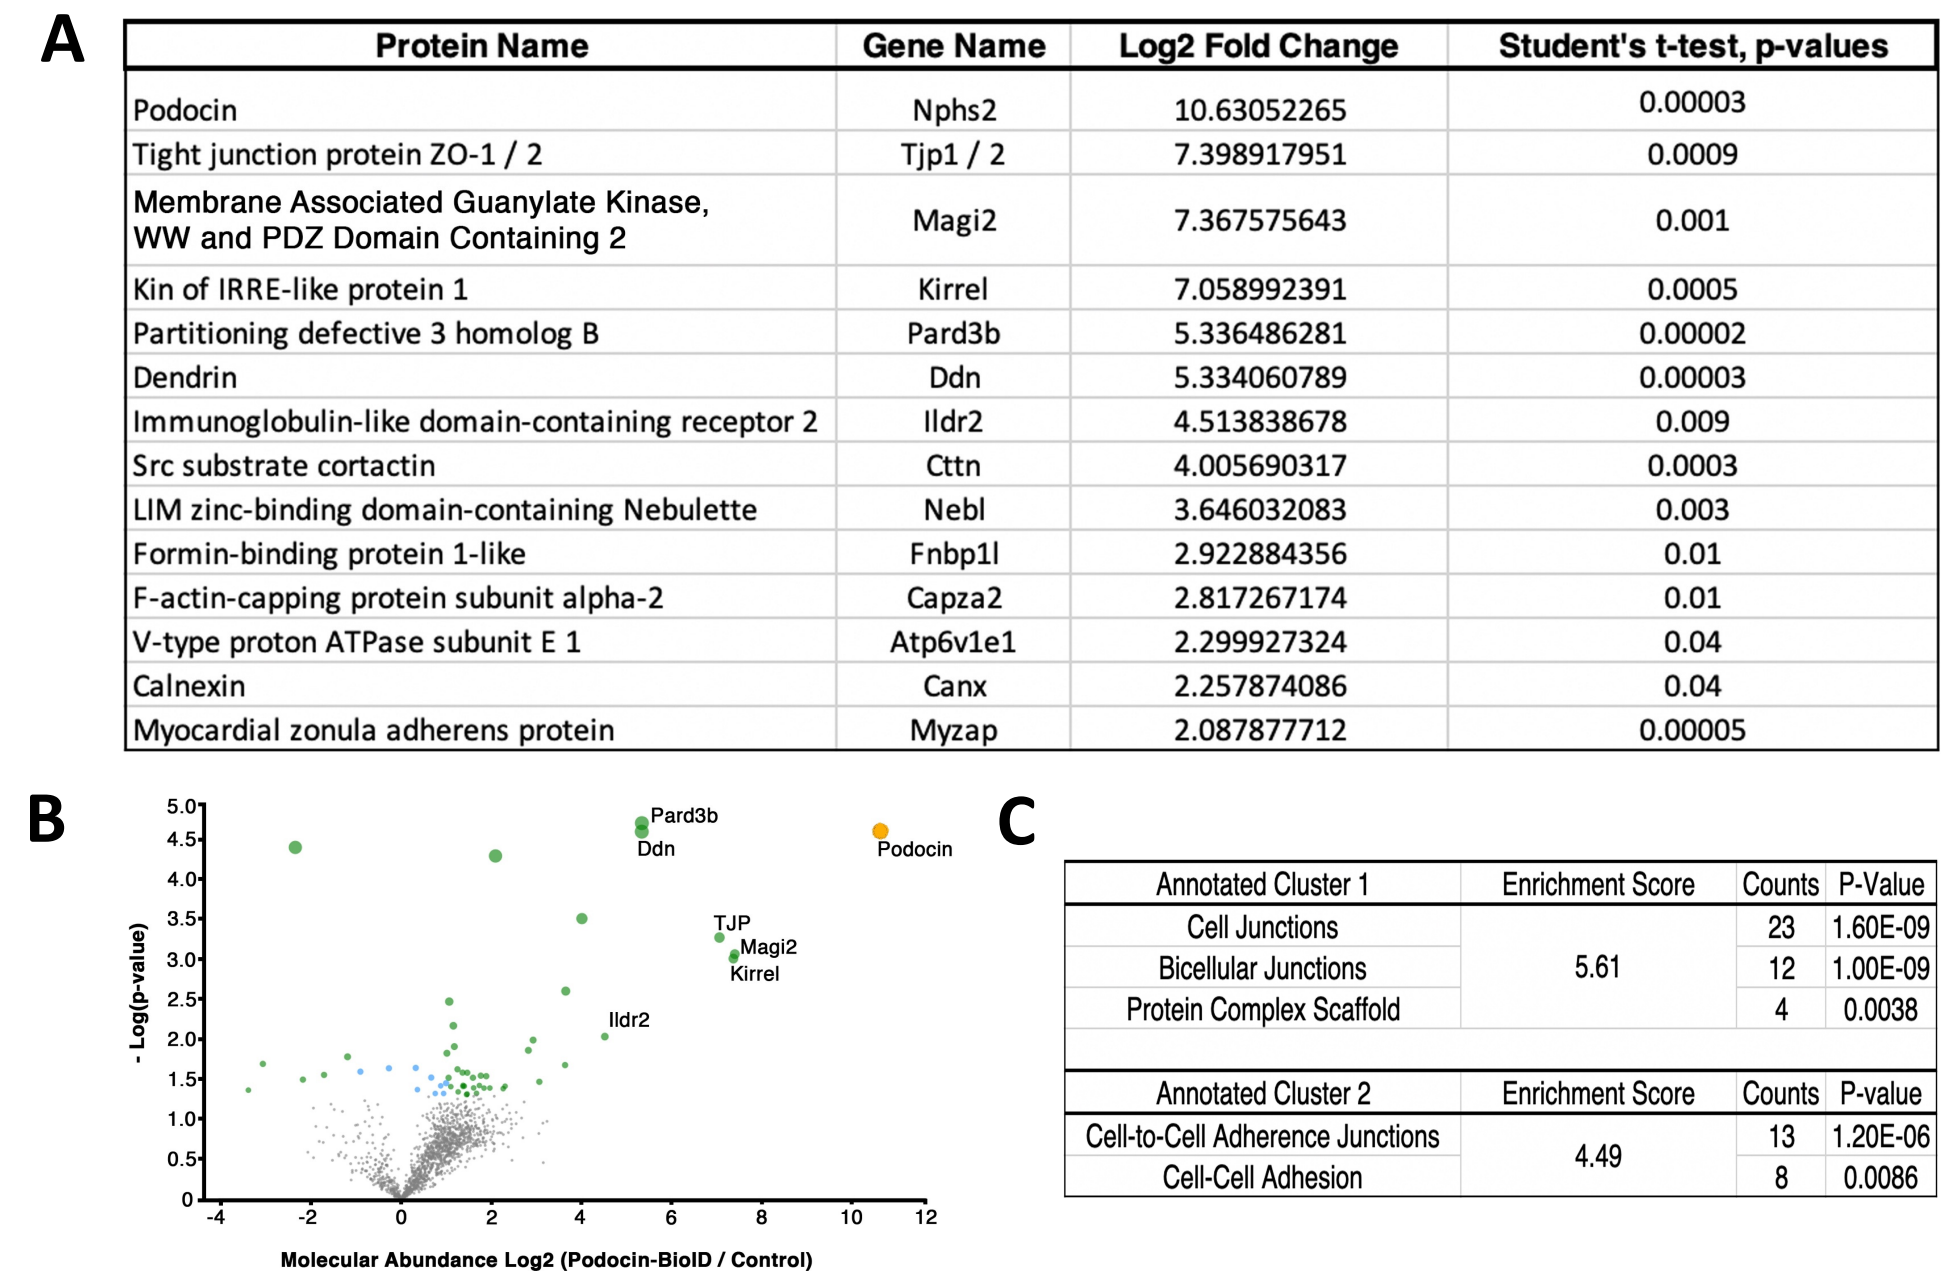 A
Protein Name Gene Name Log2 Fold Change Student's t-test, p-values
Podocin Nphs2 10.63052265 0.00003
Tight junction protein ZO-1 / 2 Tjp1 / 2 7.398917951 0.0009
Membrane Associated Guanylate Kinase,
WW and PDZ Domain Containing 2 Magi2 7.367575643 0.001
Kin of IRRE-like protein 1 Kirrel 7.058992391 0.0005
Partitioning defective 3 homolog B Pard3b 5.336486281 0.00002
Dendrin Ddn 5.334060789 0.00003
Immunoglobulin-like domain-containing receptor 2 Ildr2 4.513838678 0.009
Src substrate cortactin Cttn 4.005690317 0.0003
LIM zinc-binding domain-containing Nebulette Nebl 3.646032083 0.003
Formin-binding protein 1-like Fnbp1l 2.922884356 0.01
F-actin-capping protein subunit alpha-2 Capza2 2.817267174 0.01
V-type proton ATPase subunit E 1 Atp6v1e1 2.299927324 0.04
Calnexin Canx 2.257874086 0.04
Myocardial zonula adherens protein Myzap 2.087877712 0.00005
B
5.0
4.5
4.0
3.5
3.0
2.5
2.0
1.5
1.0
0.5
0
- Log(p-value)
Pard3b
Ddn
Podocin
TJP
Magi2
Kirrel
Ildr2
-4 -2 0 2 4 6 8 10 12
Molecular Abundance Log2 (Podocin-BioID / Control)
C
Annotated Cluster 1 Enrichment Score Counts P-Value
Cell Junctions 23 1.60E-09
Bicellular Junctions 5.61 12 1.00E-09
Protein Complex Scaffold 4 0.0038
Annotated Cluster 2 Enrichment Score Counts P-value
Cell-to-Cell Adherence Junctions 4.49 13 1.20E-06
Cell-Cell Adhesion 8 0.0086